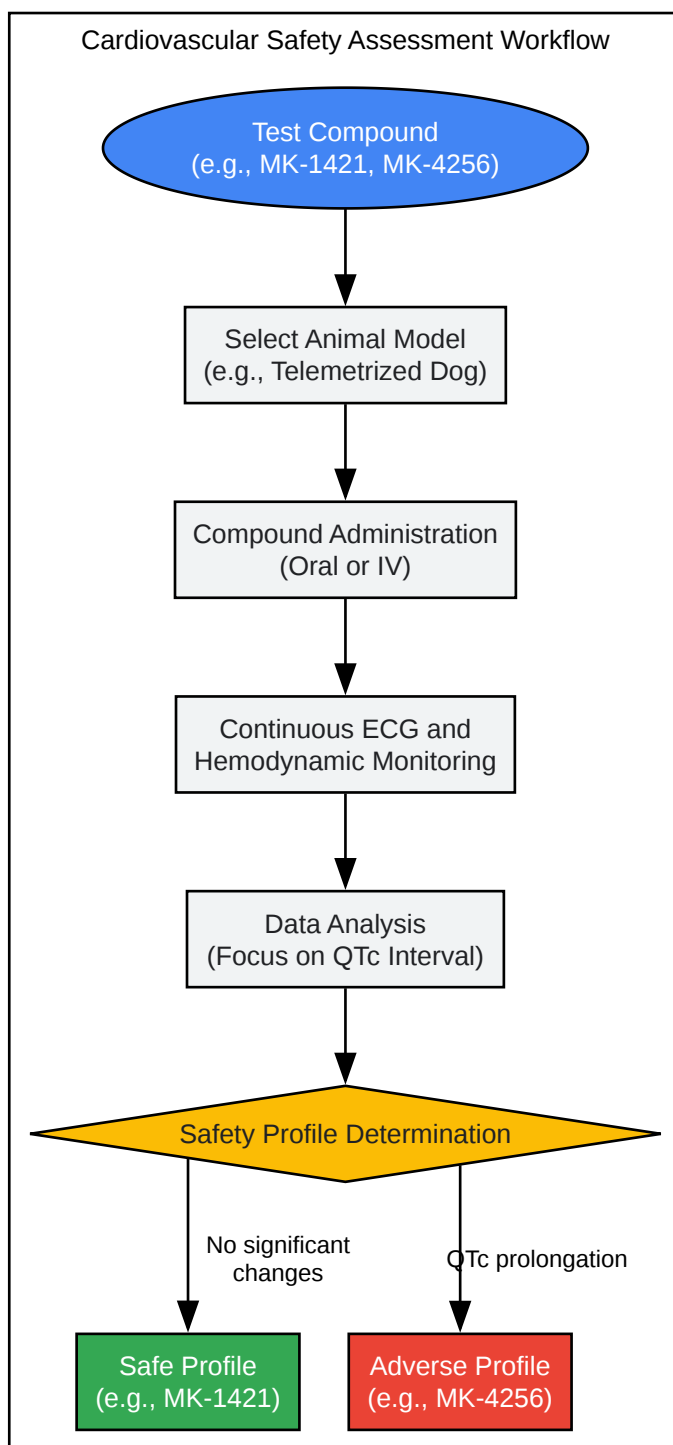 Cardiovascular Safety Assessment Workflow
Test Compound
(e.g., MK-1421, MK-4256)
Select Animal Model
(e.g., Telemetrized Dog)
Compound Administration
(Oral or IV)
Continuous ECG and
Hemodynamic Monitoring
Data Analysis
(Focus on QTc Interval)
Safety Profile Determination
No significant
changes
QTc prolongation
Safe Profile
(e.g., MK-1421)
Adverse Profile
(e.g., MK-4256)